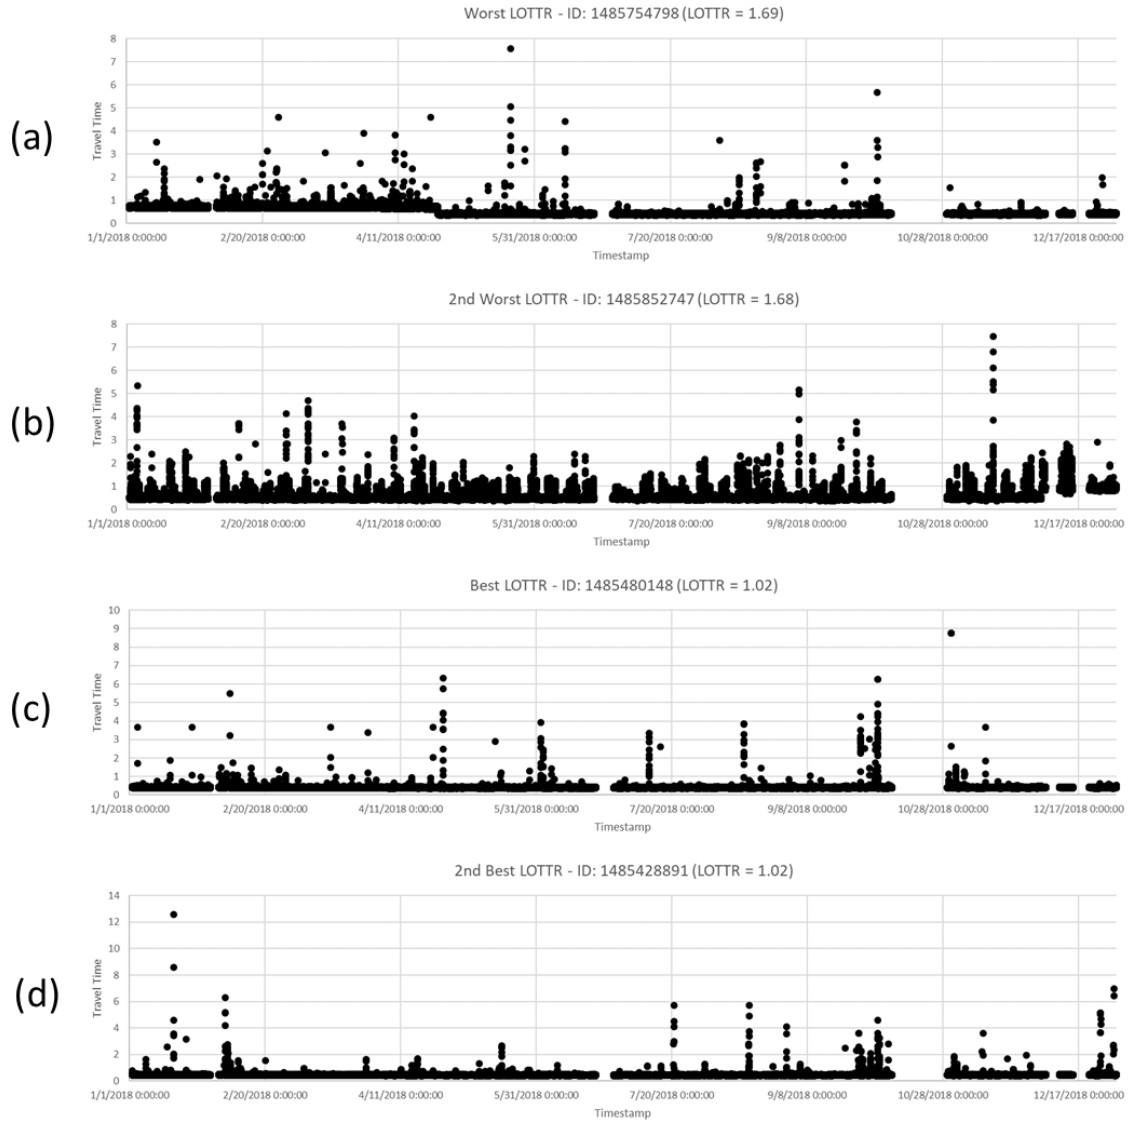 Worst LOTTR - ID: 1485754798 (LOTTR = 1.69)
(a)
Travel Time
8
7
6
5
4
3
2
1
0
1/1/2018 0:00:00 2/20/2018 0:00:00 4/11/2018 0:00:00 5/31/2018 0:00:00 7/20/2018 0:00:00 9/8/2018 0:00:00 10/28/2018 0:00:00 12/17/2018 0:00:00
Timestamp
2nd Worst LOTTR - ID: 1485852747 (LOTTR = 1.68)
(b)
Travel Time
8
7
6
5
4
3
2
1
0
1/1/2018 0:00:00 2/20/2018 0:00:00 4/11/2018 0:00:00 5/31/2018 0:00:00 7/20/2018 0:00:00 9/8/2018 0:00:00 10/28/2018 0:00:00 12/17/2018 0:00:00
Timestamp
Best LOTTR - ID: 1485480148 (LOTTR = 1.02)
(c)
Travel Time
10
9
8
7
6
5
4
3
2
1
0
1/1/2018 0:00:00 2/20/2018 0:00:00 4/11/2018 0:00:00 5/31/2018 0:00:00 7/20/2018 0:00:00 9/8/2018 0:00:00 10/28/2018 0:00:00 12/17/2018 0:00:00
Timestamp
2nd Best LOTTR - ID: 1485428891 (LOTTR = 1.02)
(d)
Travel Time
14
12
10
8
6
4
2
0
1/1/2018 0:00:00 2/20/2018 0:00:00 4/11/2018 0:00:00 5/31/2018 0:00:00 7/20/2018 0:00:00 9/8/2018 0:00:00 10/28/2018 0:00:00 12/17/2018 0:00:00
Timestamp